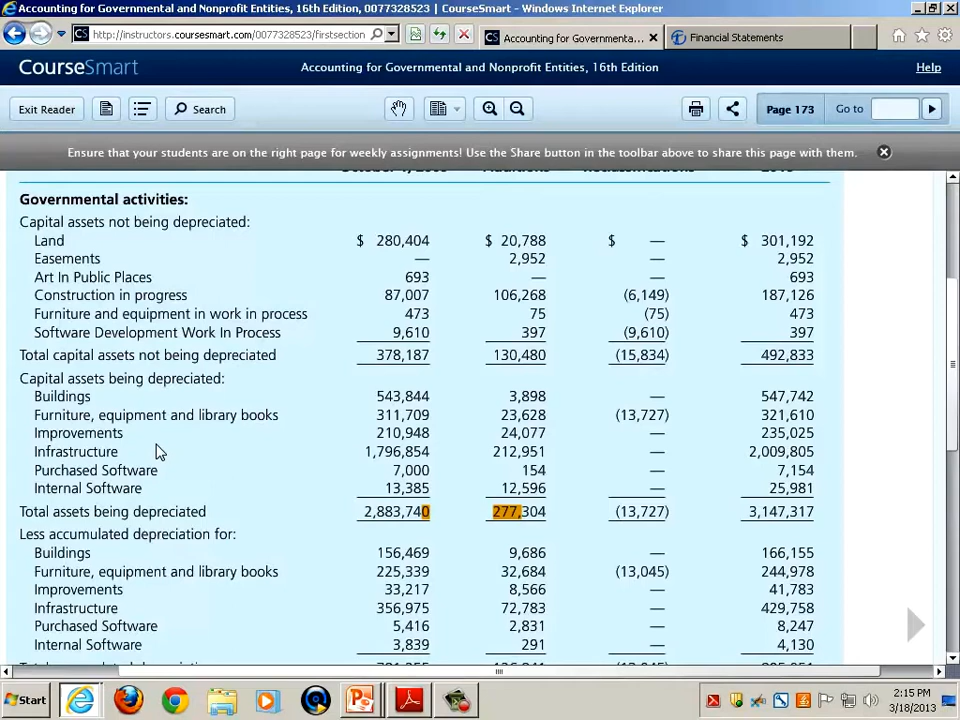 Accounting for Governmental and Nonprofit Entities, 16th Edition, 0077328523 | CourseSmart - Windows Internet Explorer
http://instructors.coursesmart.com/0077328523/firstsection
Accounting for Governmenta...
Financial Statements
CourseSmart
Accounting for Governmental and Nonprofit Entities, 16th Edition
Help
Exit Reader
Search
Page 173
Go to
Ensure that your students are on the right page for weekly assignments! Use the Share button in the toolbar above to share this page with them.
Additions
Governmental activities:
Capital assets not being depreciated:
Land $ 280,404 $ 20,788 $ — $ 301,192
Easements — 2,952 — 2,952
Art In Public Places 693 — — 693
Construction in progress 87,007 106,268 (6,149) 187,126
Furniture and equipment in work in process 473 75 (75) 473
Software Development Work In Process 9,610 397 (9,610) 397
Total capital assets not being depreciated 378,187 130,480 (15,834) 492,833
Capital assets being depreciated:
Buildings 543,844 3,898 — 547,742
Furniture, equipment and library books 311,709 23,628 (13,727) 321,610
Improvements 210,948 24,077 — 235,025
Infrastructure 1,796,854 212,951 — 2,009,805
Purchased Software 7,000 154 — 7,154
Internal Software 13,385 12,596 — 25,981
Total assets being depreciated 2,883,740 277,304 (13,727) 3,147,317
Less accumulated depreciation for:
Buildings 156,469 9,686 — 166,155
Furniture, equipment and library books 225,339 32,684 (13,045) 244,978
Improvements 33,217 8,566 — 41,783
Infrastructure 356,975 72,783 — 429,758
Purchased Software 5,416 2,831 — 8,247
Internal Software 3,839 291 — 4,130
Start
2:15 PM
3/18/2013